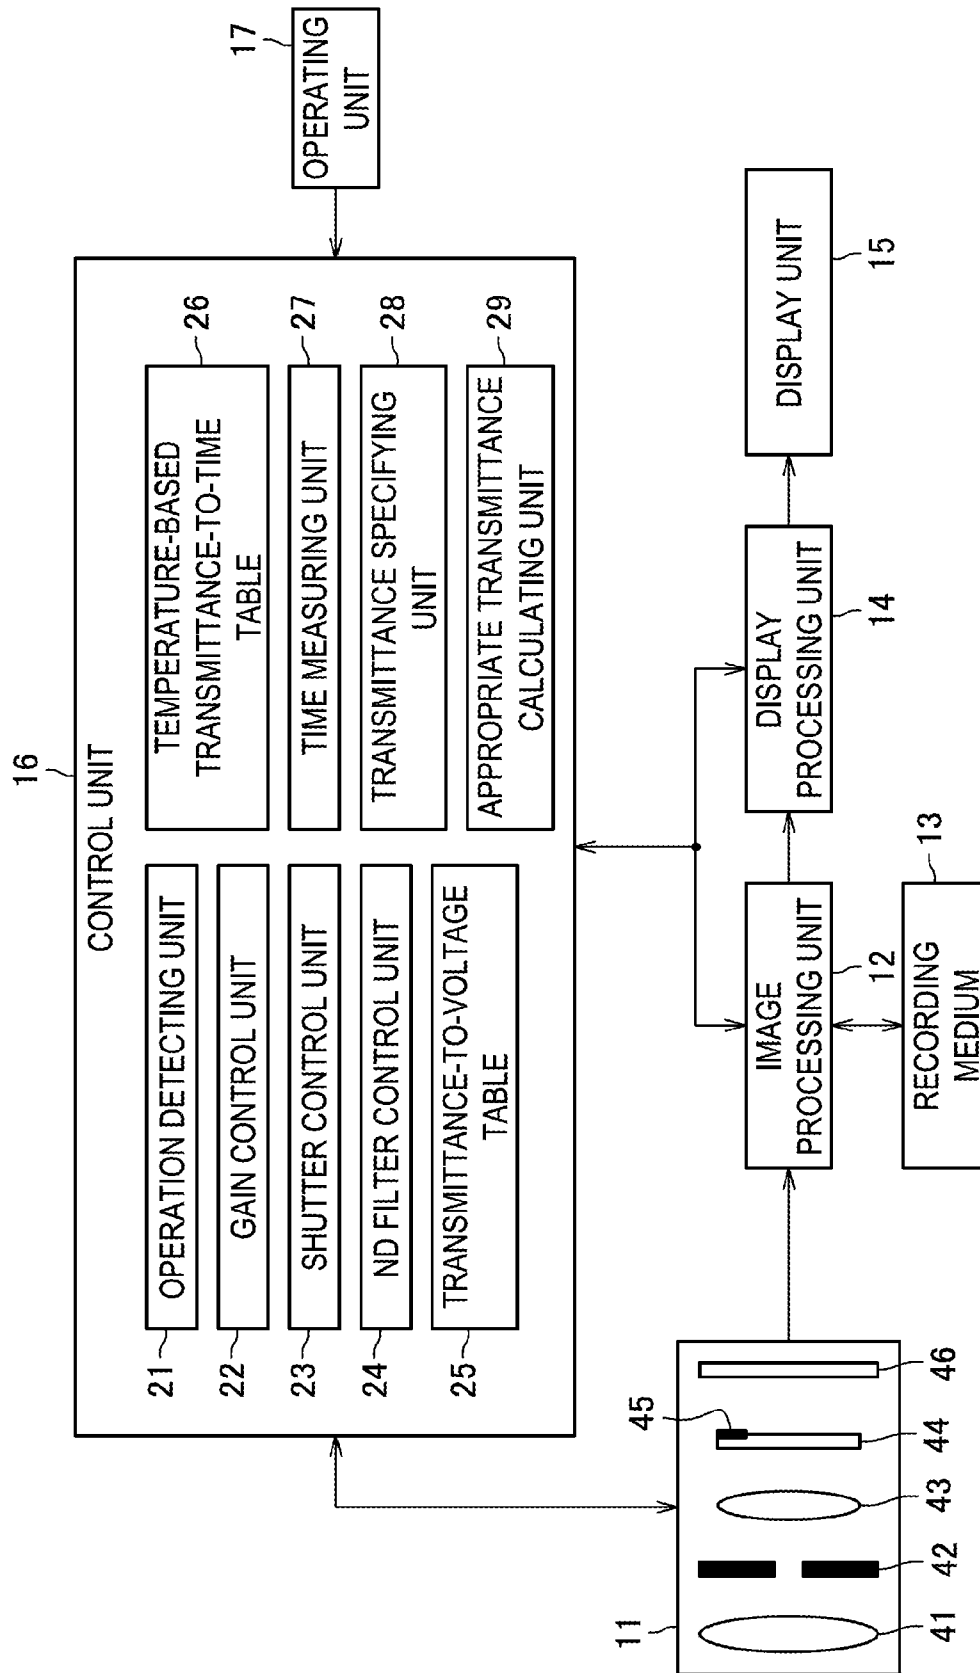 16
CONTROL UNIT
21
OPERATION DETECTING UNIT
22
GAIN CONTROL UNIT
23
SHUTTER CONTROL UNIT
24
ND FILTER CONTROL UNIT
25
TRANSMITTANCE-TO-VOLTAGE
TABLE
TEMPERATURE-BASED
TRANSMITTANCE-TO-TIME
TABLE
26
TIME MEASURING UNIT
27
TRANSMITTANCE SPECIFYING
UNIT
28
APPROPRIATE TRANSMITTANCE
CALCULATING UNIT
29
17
OPERATING
UNIT
11
41
42
43
44
45
46
IMAGE
PROCESSING UNIT
12
RECORDING
MEDIUM
13
DISPLAY
PROCESSING UNIT
14
DISPLAY UNIT
15